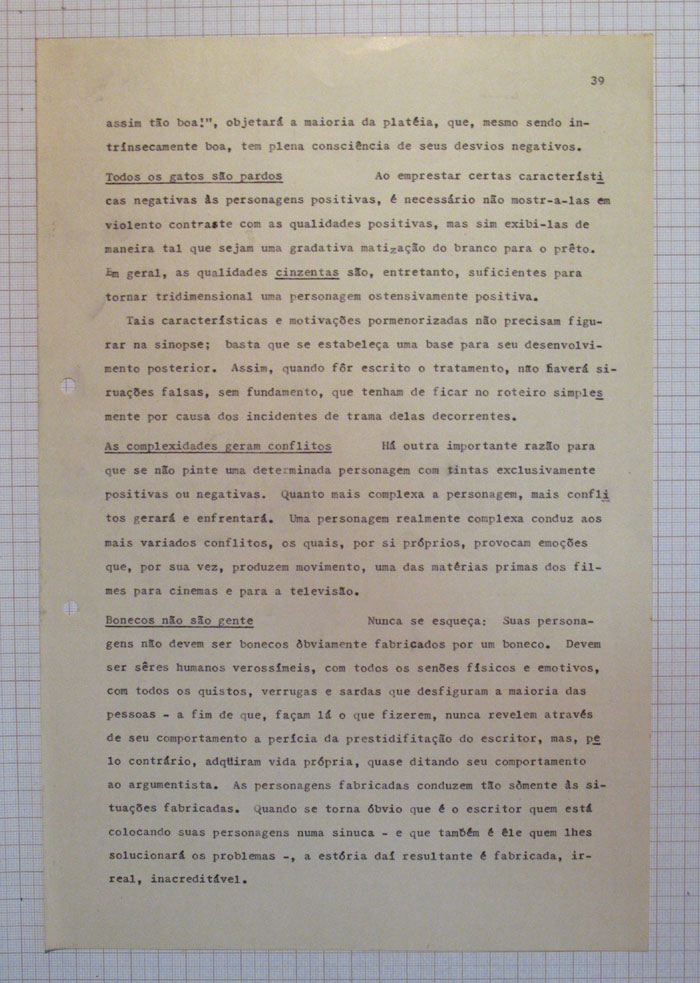 39
assim tão boa!", objetará a maioria da platéia, que, mesmo sendo in-
trínsecamente boa, tem plena consciência de seus desvios negativos.
Todos os gatos são pardos Ao emprestar certas característi
cas negativas às personagens positivas, é necessário não mostr-a-las em
violento contraste com as qualidades positivas, mas sim exibi-las de
maneira tal que sejam uma gradativa matização do branco para o prêto.
Em geral, as qualidades cinzentas são, entretanto, suficientes para
tornar tridimensional uma personagem ostensivamente positiva.
Tais características e motivações pormenorizadas não precisam figu-
rar na sinopse; basta que se estabeleça uma base para seu desenvolvi-
mento posterior. Assim, quando fôr escrito o tratamento, não haverá si-
ruações falsas, sem fundamento, que tenham de ficar no roteiro simples
mente por causa dos incidentes de trama delas decorrentes.
As complexidades geram conflitos Há outra importante razão para
que se não pinte uma determinada personagem com tintas exclusivamente
positivas ou negativas. Quanto mais complexa a personagem, mais confli
tos gerará e enfrentará. Uma personagem realmente complexa conduz aos
mais variados conflitos, os quais, por si próprios, provocam emoções
que, por sua vez, produzem movimento, uma das matérias primas dos fil-
mes para cinemas e para a televisão.
Bonecos não são gente Nunca se esqueça: Suas persona-
gens não devem ser bonecos òbviamente fabricados por um boneco. Devem
ser sêres humanos verossímeis, com todos os senões físicos e emotivos,
com todos os quistos, verrugas e sardas que desfiguram a maioria das
pessoas - a fim de que, façam lá o que fizerem, nunca revelem através
de seu comportamento a perícia da prestidifitação do escritor, mas, pe
lo contrário, adqüiram vida própria, quase ditando seu comportamento
ao argumentista. As personagens fabricadas conduzem tão sòmente às si-
tuações fabricadas. Quando se torna óbvio que é o escritor quem está
colocando suas personagens numa sinuca - e que também é êle quem lhes
solucionará os problemas -, a estória daí resultante é fabricada, ir-
real, inacreditável.